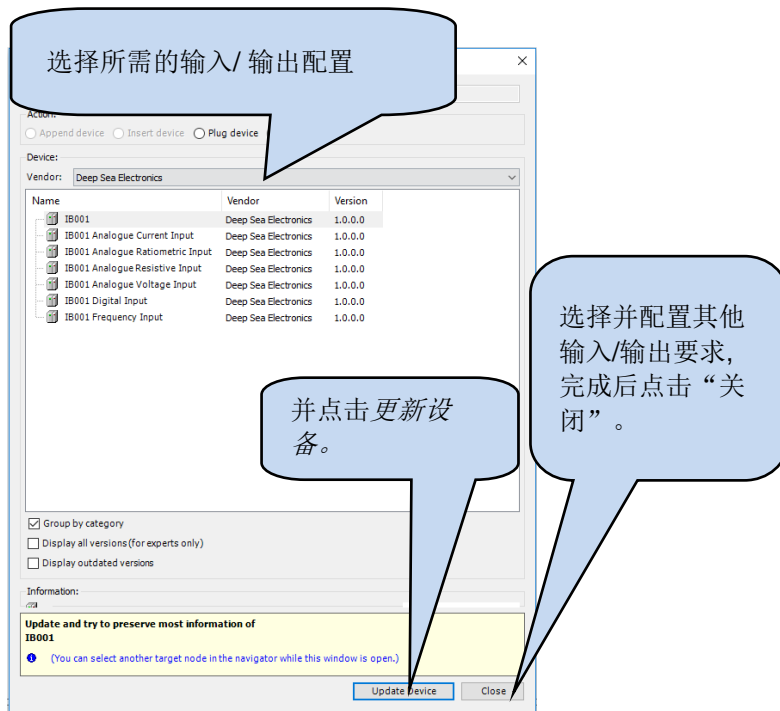 选择所需的输入/ 输出配置
Action:
Append device Insert device Plug device
Device:
Vendor: Deep Sea Electronics
Name Vendor Version
IB001 Deep Sea Electronics 1.0.0.0
IB001 Analogue Current Input Deep Sea Electronics 1.0.0.0
IB001 Analogue Ratiometric Input Deep Sea Electronics 1.0.0.0
IB001 Analogue Resistive Input Deep Sea Electronics 1.0.0.0
IB001 Analogue Voltage Input Deep Sea Electronics 1.0.0.0
IB001 Digital Input Deep Sea Electronics 1.0.0.0
IB001 Frequency Input Deep Sea Electronics 1.0.0.0
选择并配置其他
输入/输出要求,
完成后点击“关
闭”。
并点击更新设
备。
Group by category
Display all versions (for experts only)
Display outdated versions
Information:
Update and try to preserve most information of
IB001
(You can select another target node in the navigator while this window is open.)
Update Device Close